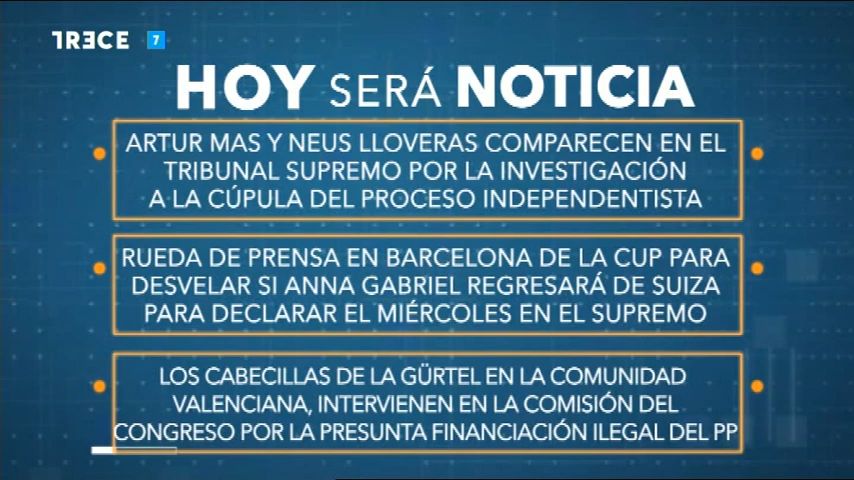 TRECE 7
HOY SERÁ NOTICIA
ARTUR MAS Y NEUS LLOVERAS COMPARECEN EN EL
TRIBUNAL SUPREMO POR LA INVESTIGACIÓN
A LA CÚPULA DEL PROCESO INDEPENDENTISTA
RUEDA DE PRENSA EN BARCELONA DE LA CUP PARA
DESVELAR SI ANNA GABRIEL REGRESARÁ DE SUIZA
PARA DECLARAR EL MIÉRCOLES EN EL SUPREMO
LOS CABECILLAS DE LA GÜRTEL EN LA COMUNIDAD
VALENCIANA, INTERVIENEN EN LA COMISIÓN DEL
CONGRESO POR LA PRESUNTA FINANCIACIÓN ILEGAL DEL PP